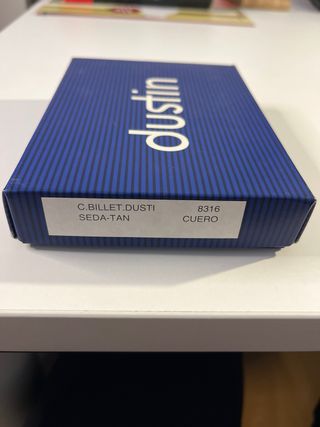 dustin
C.BILLET.DUSTI 8316
SEDA-TAN CUERO